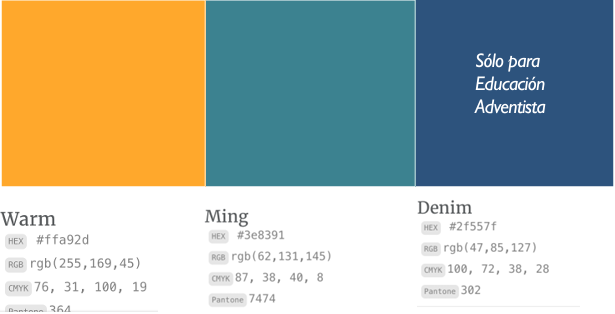 Sólo para
Educación
Adventista
Warm
HEX #ffa92d
RGB rgb(255,169,45)
CMYK 76, 31, 100, 19
Pantone 364
Ming
HEX #3e8391
RGB rgb(62,131,145)
CMYK 87, 38, 40, 8
Pantone 7474
Denim
HEX #2f557f
RGB rgb(47,85,127)
CMYK 100, 72, 38, 28
Pantone 302